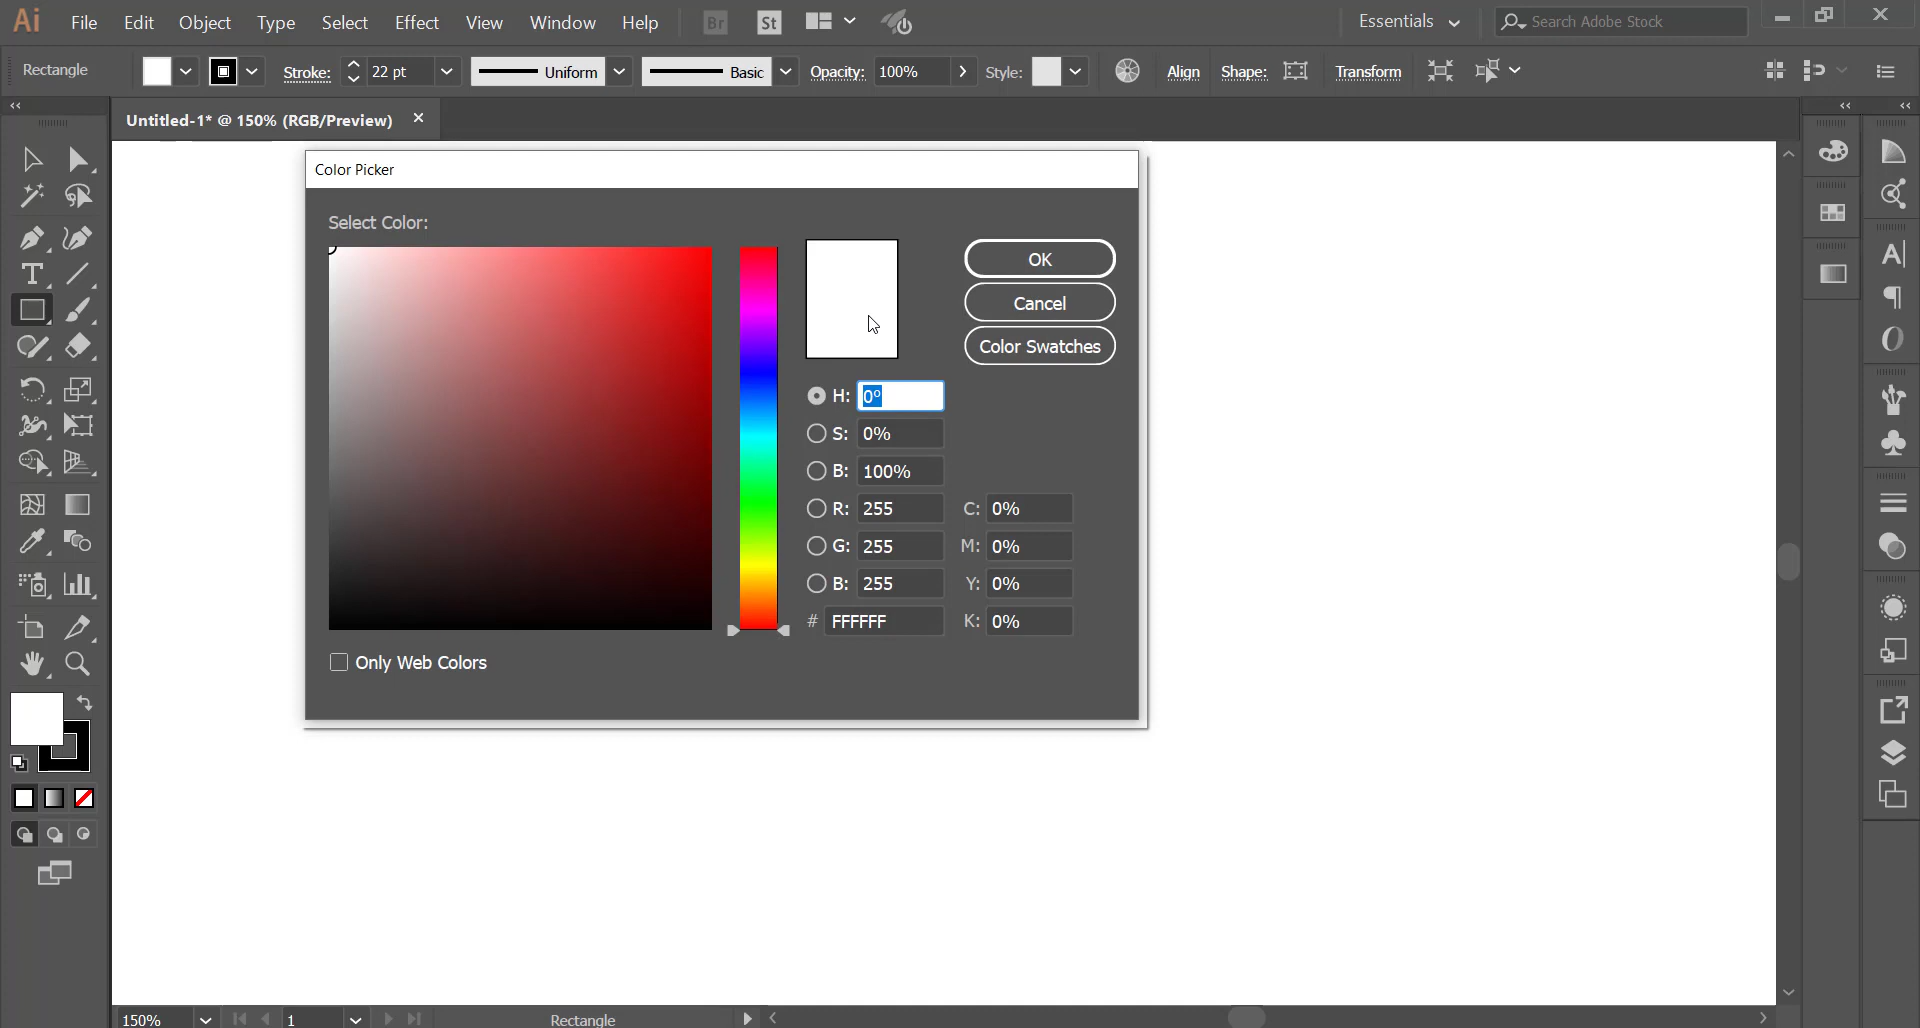 Ai File Edit Object Type Select Effect View Window Help Br St Essentials Search Adobe Stock
Rectangle Stroke: 22 pt Uniform Basic Opacity: 100% Style: Align Shape: Transform
Untitled-1* @ 150% (RGB/Preview)
Color Picker
Select Color:
OK
Cancel
Color Swatches
H: 0º
S: 0%
B: 100%
R: 255 C: 0%
G: 255 M: 0%
B: 255 Y: 0%
# FFFFFF K: 0%
Only Web Colors
150% 1 Rectangle